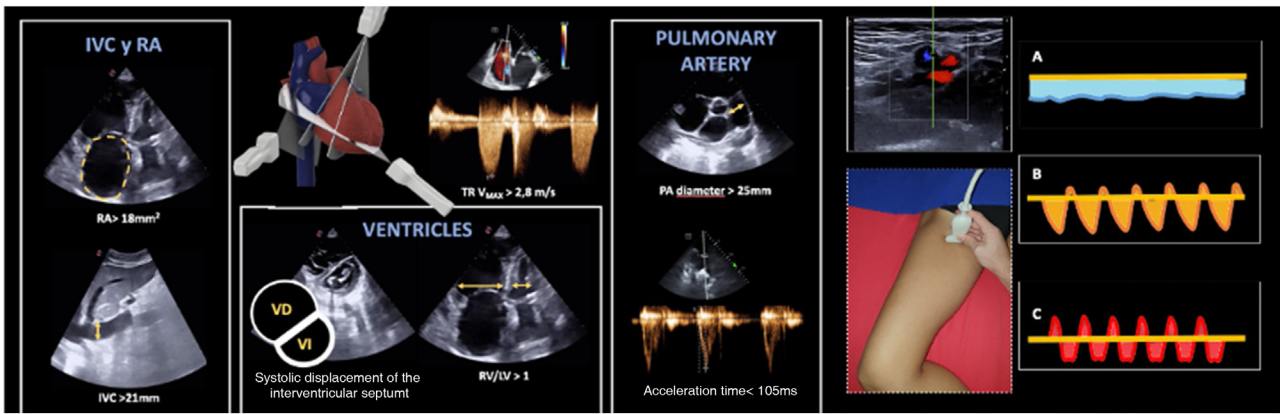 IVC y RA
RA> 18mm²
IVC >21mm
TR VMAX > 2,8 m/s
VENTRICLES
VD
VI
Systolic displacement of the
interventricular septumt
RV/LV > 1
PULMONARY
ARTERY
PA diameter > 25mm
Acceleration time< 105ms
A
B
C